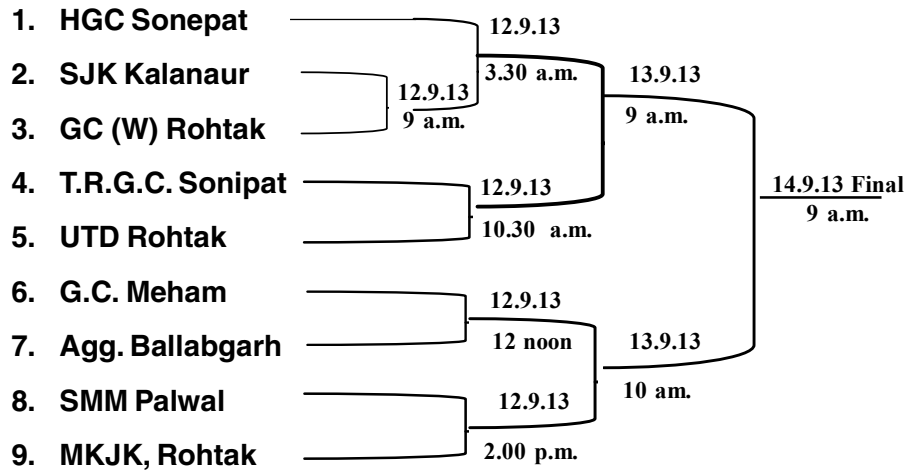 1. HGC Sonepat
12.9.13
3.30 a.m.
2. SJK Kalanaur
12.9.13
9 a.m.
3. GC (W) Rohtak
13.9.13
9 a.m.
4. T.R.G.C. Sonipat
12.9.13
10.30 a.m.
5. UTD Rohtak
14.9.13 Final
9 a.m.
6. G.C. Meham
12.9.13
12 noon
7. Agg. Ballabgarh
13.9.13
10 am.
8. SMM Palwal
12.9.13
2.00 p.m.
9. MKJK, Rohtak